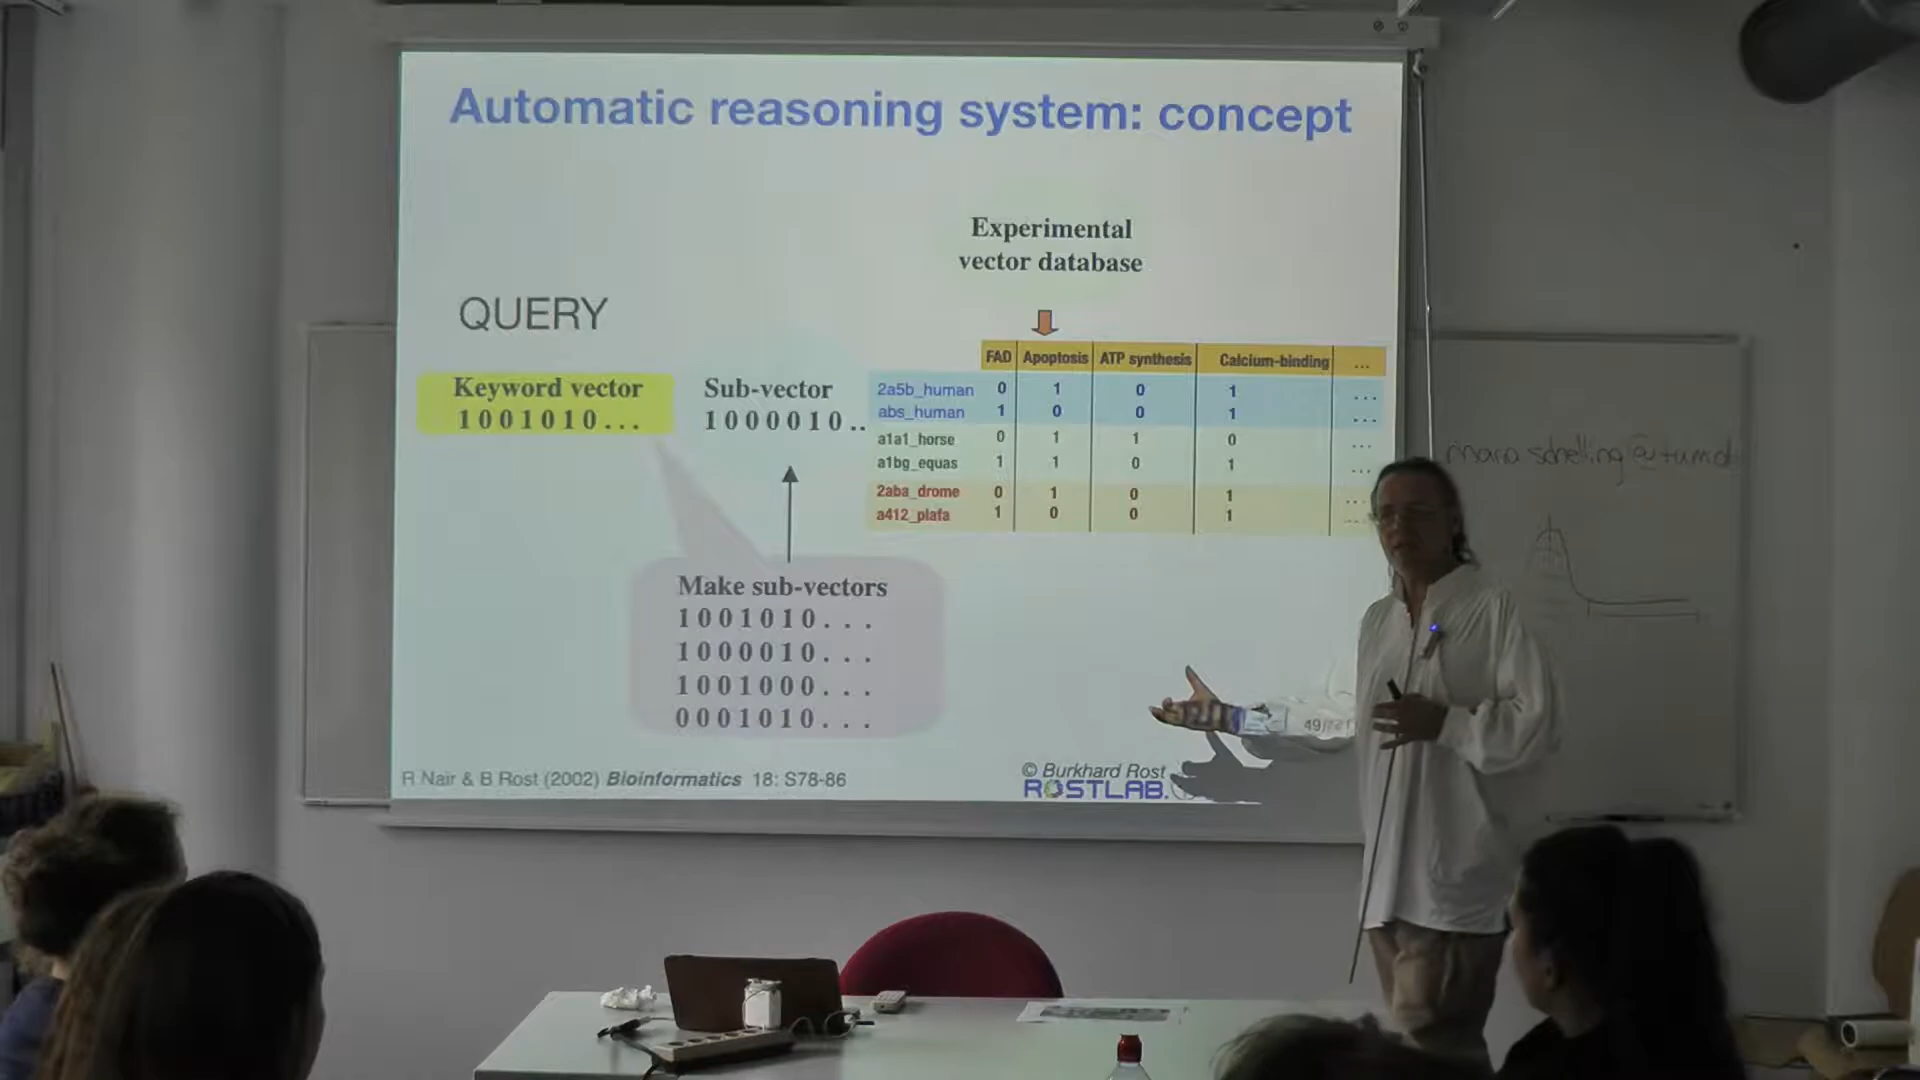 Automatic reasoning system: concept
Experimental
vector database
QUERY
Keyword vector
1001010...
Sub-vector
1000010..
FAD Apoptosis ATP synthesis Calcium-binding ...
2a5b_human 0 1 0 1 ...
abs_human 1 0 0 1 ...
a1a1_horse 0 1 1 0 ...
a1bg_equas 1 1 0 1 ...
2aba_drome 0 1 0 1 ...
a412_plafa 1 0 0 1 ...
Make sub-vectors
1001010...
1000010...
1001000...
0001010...
R Nair & B Rost (2002) Bioinformatics 18: S78-86
© Burkhard Rost
ROSTLAB.